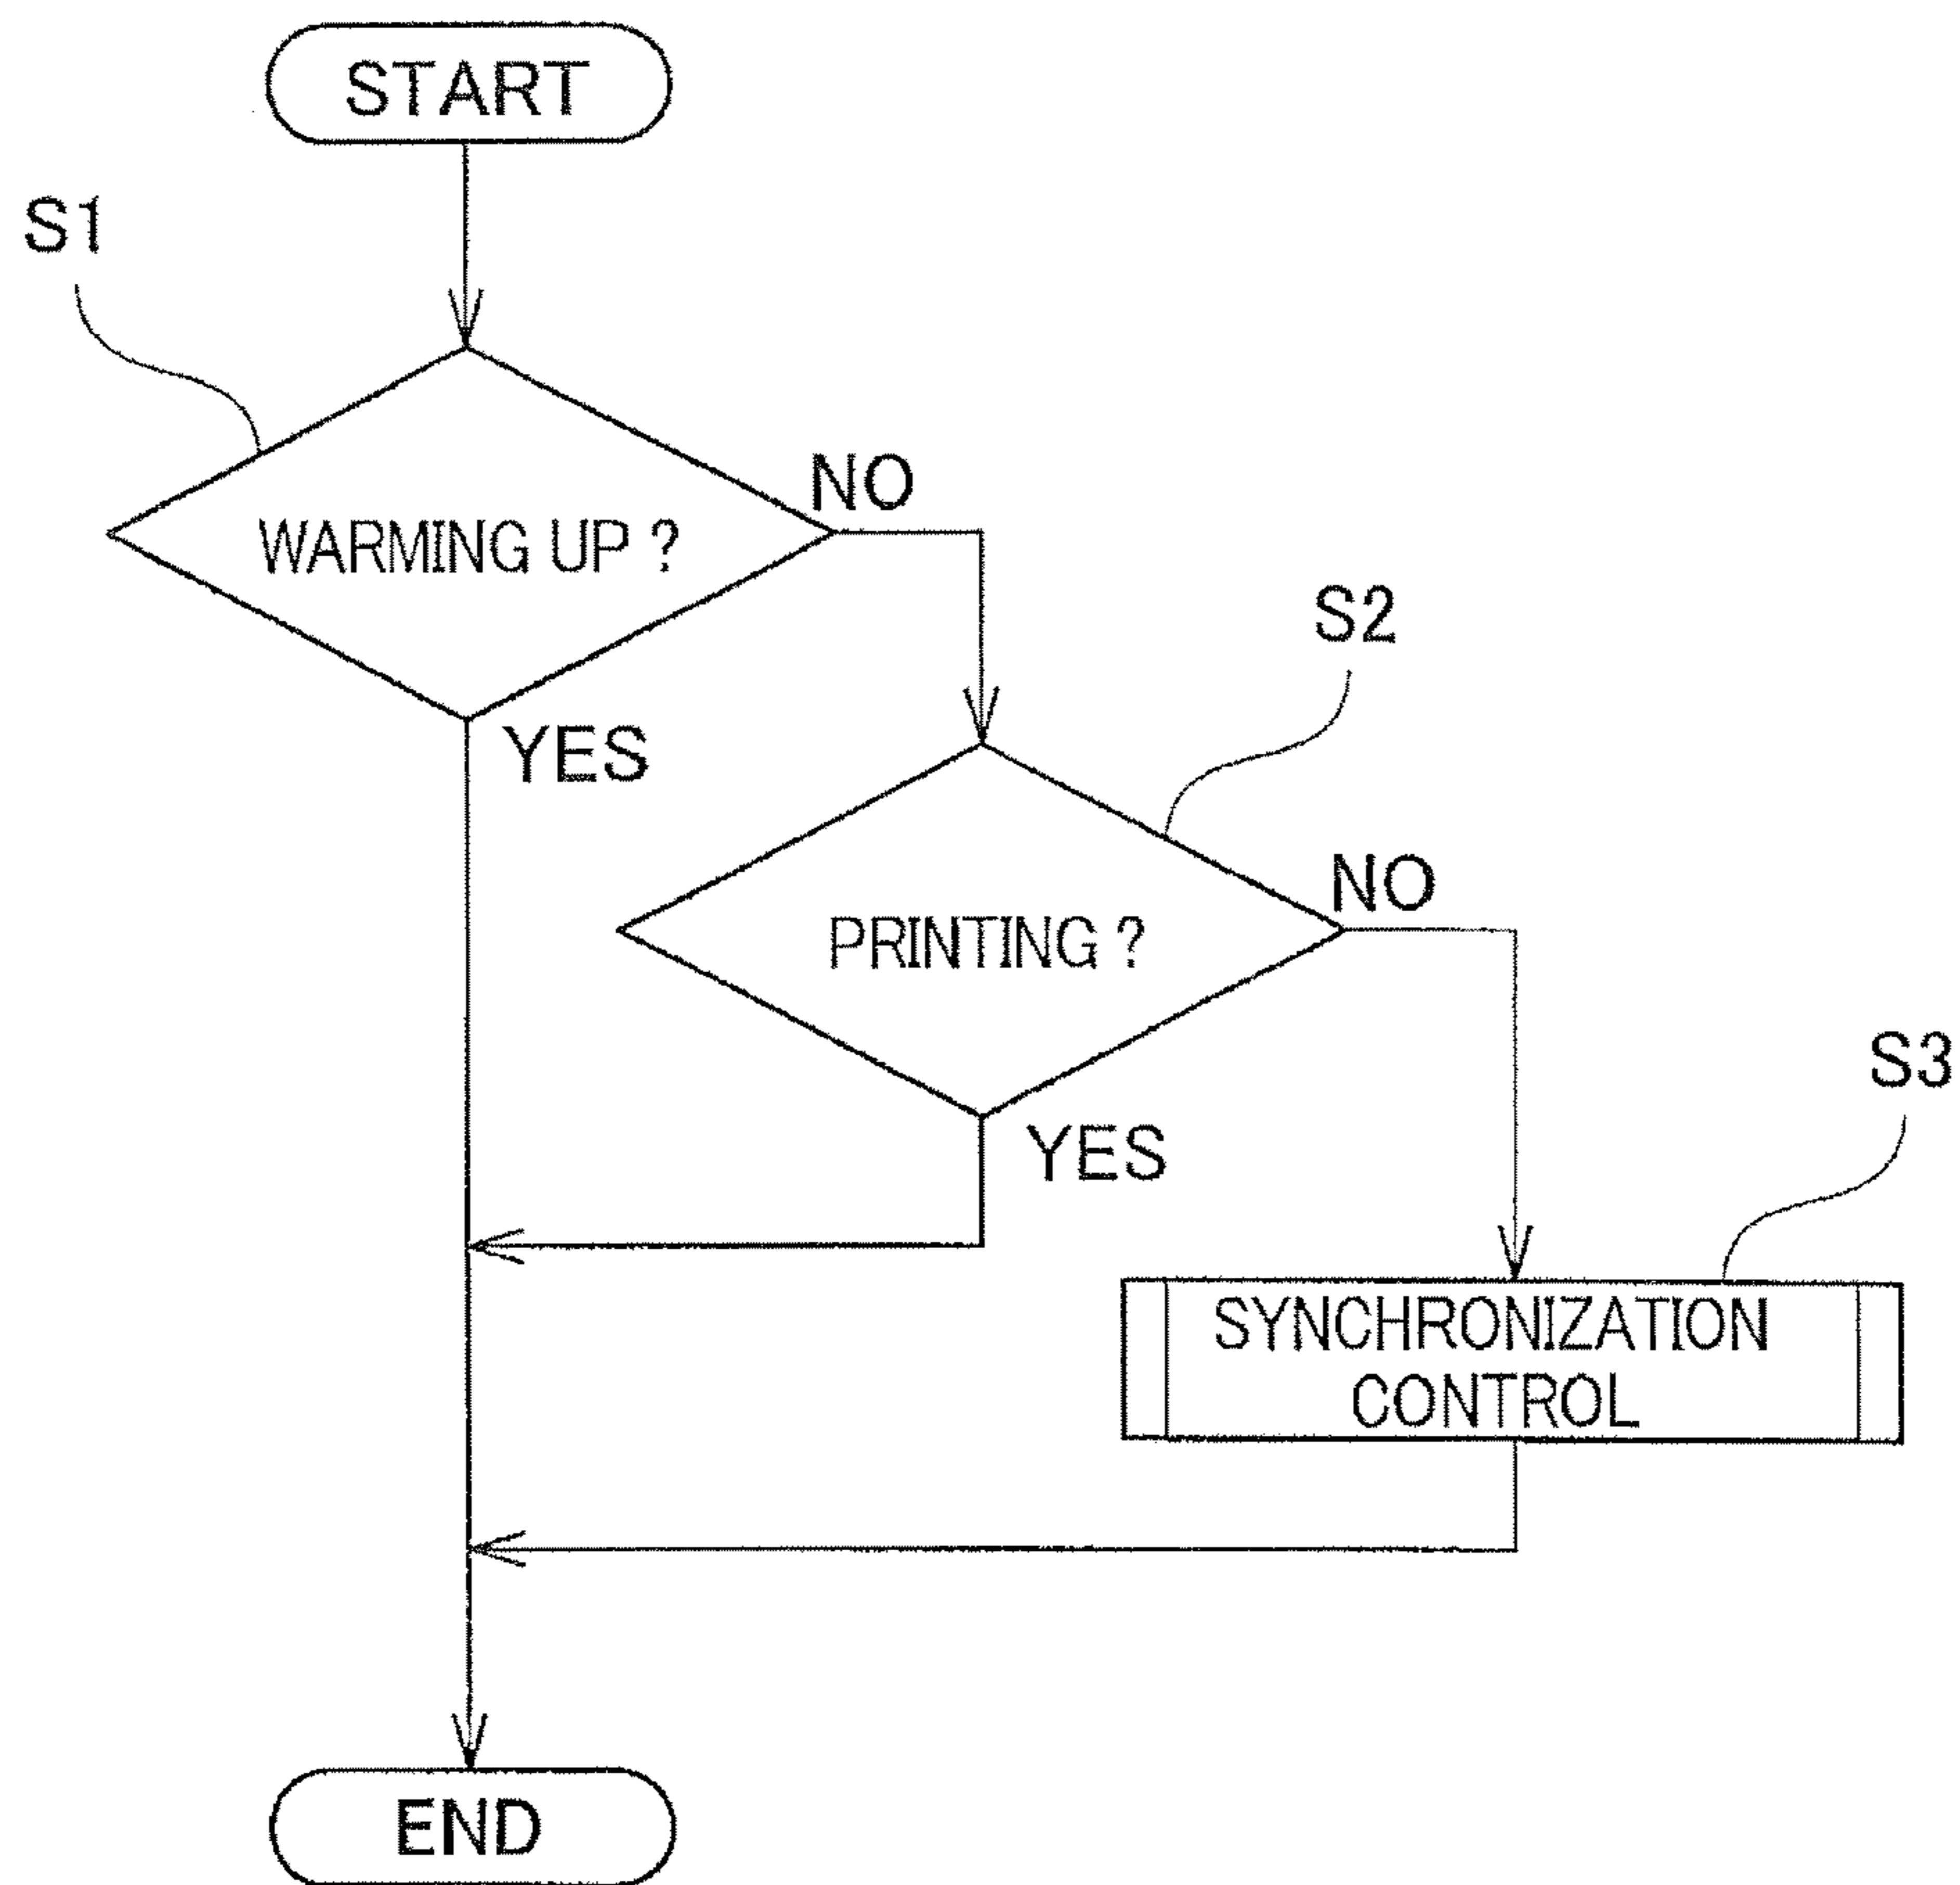 START
S1
NO
WARMING UP ?
S2
YES
NO
PRINTING ?
S3
YES
SYNCHRONIZATION
CONTROL
END